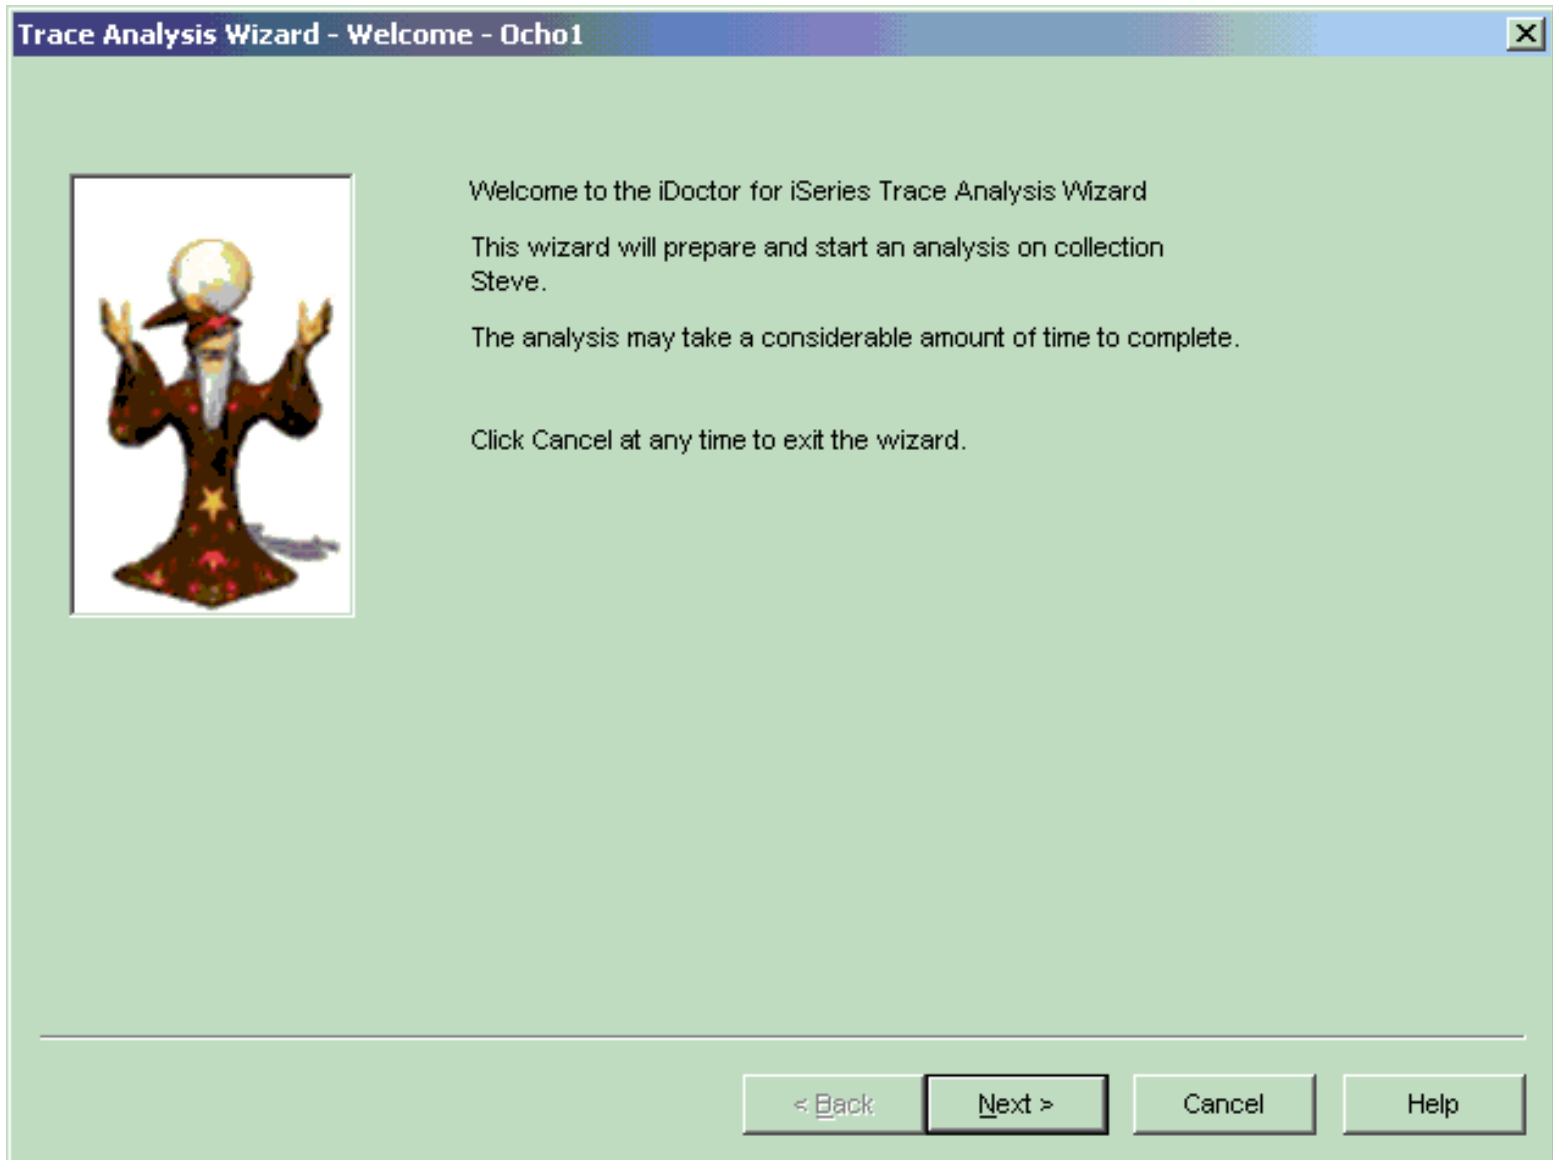 Trace Analysis Wizard - Welcome - Ocho1
Welcome to the iDoctor for iSeries Trace Analysis Wizard
This wizard will prepare and start an analysis on collection
Steve.
The analysis may take a considerable amount of time to complete.
Click Cancel at any time to exit the wizard.
< Back
Next >
Cancel
Help